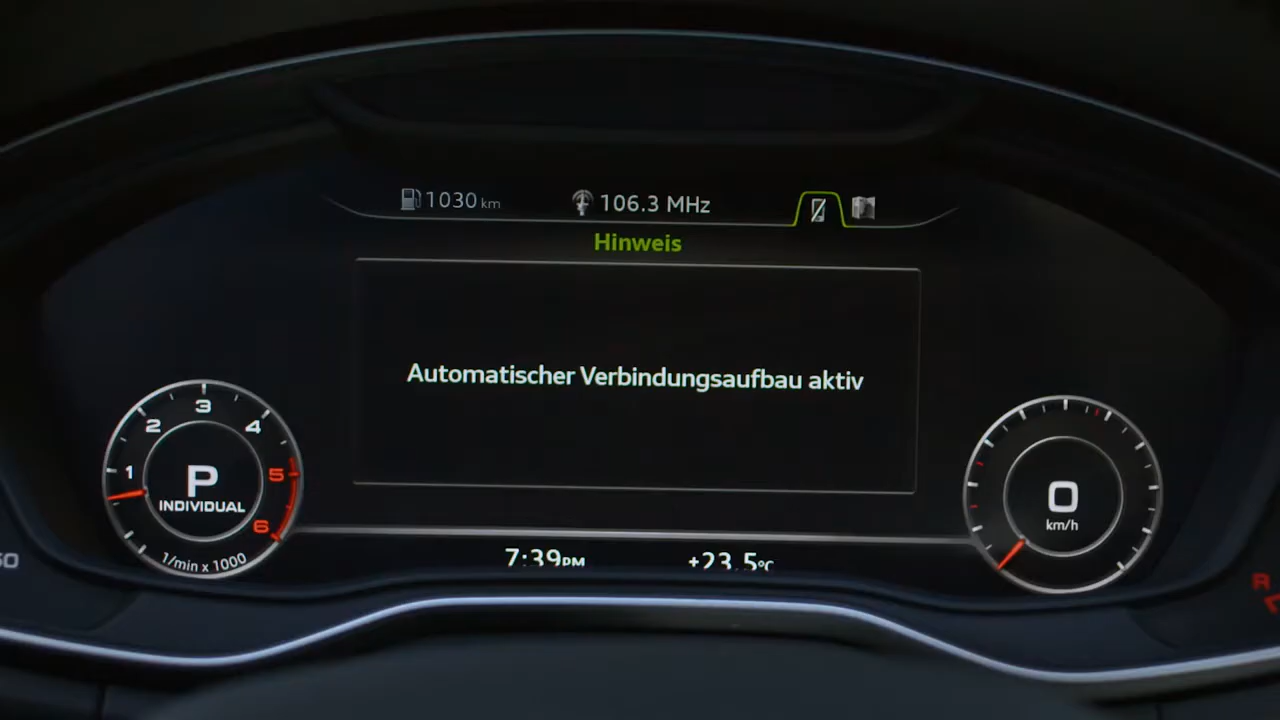 1030 km
106.3 MHz
Hinweis
Automatischer Verbindungsaufbau aktiv
1
2
3
4
5
6
P
INDIVIDUAL
1/min x 1000
0
km/h
7:39PM
+23.5°C
R